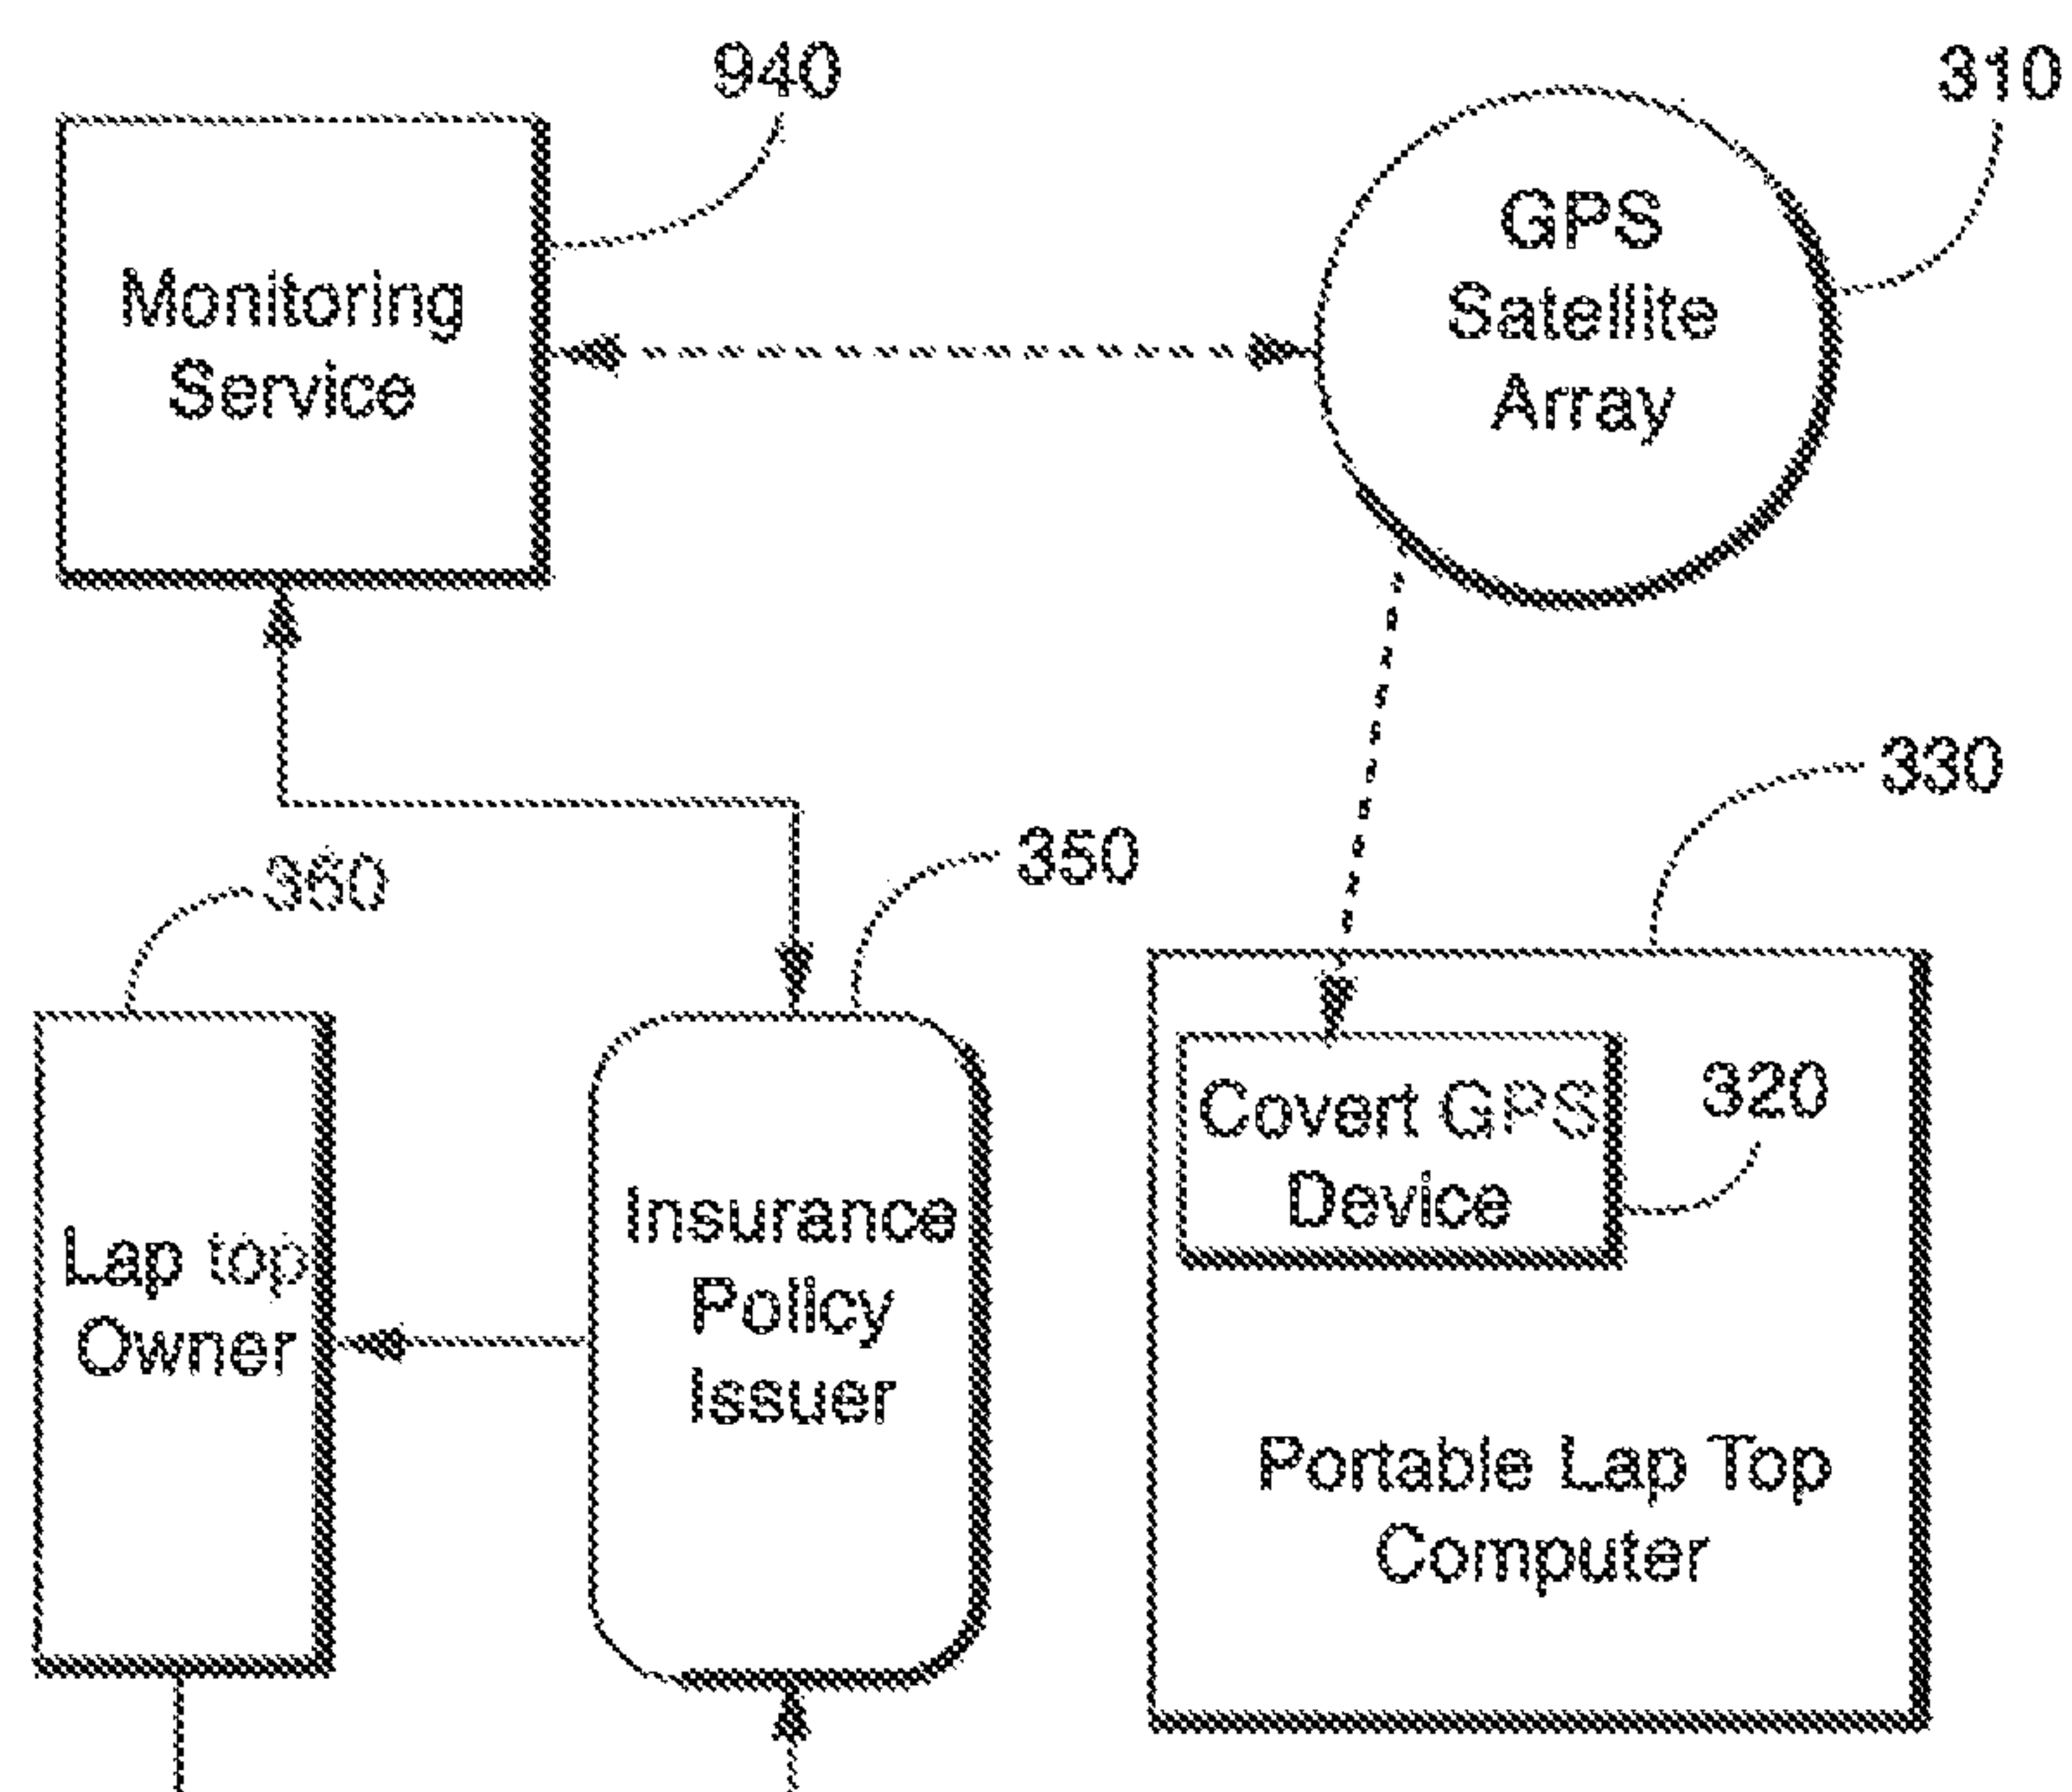 940
310
Monitoring
Service
GPS
Satellite
Array
330
350
360
Covert GPS
Device
320
Insurance
Policy
Issuer
Lap top
Owner
Portable Lap Top
Computer